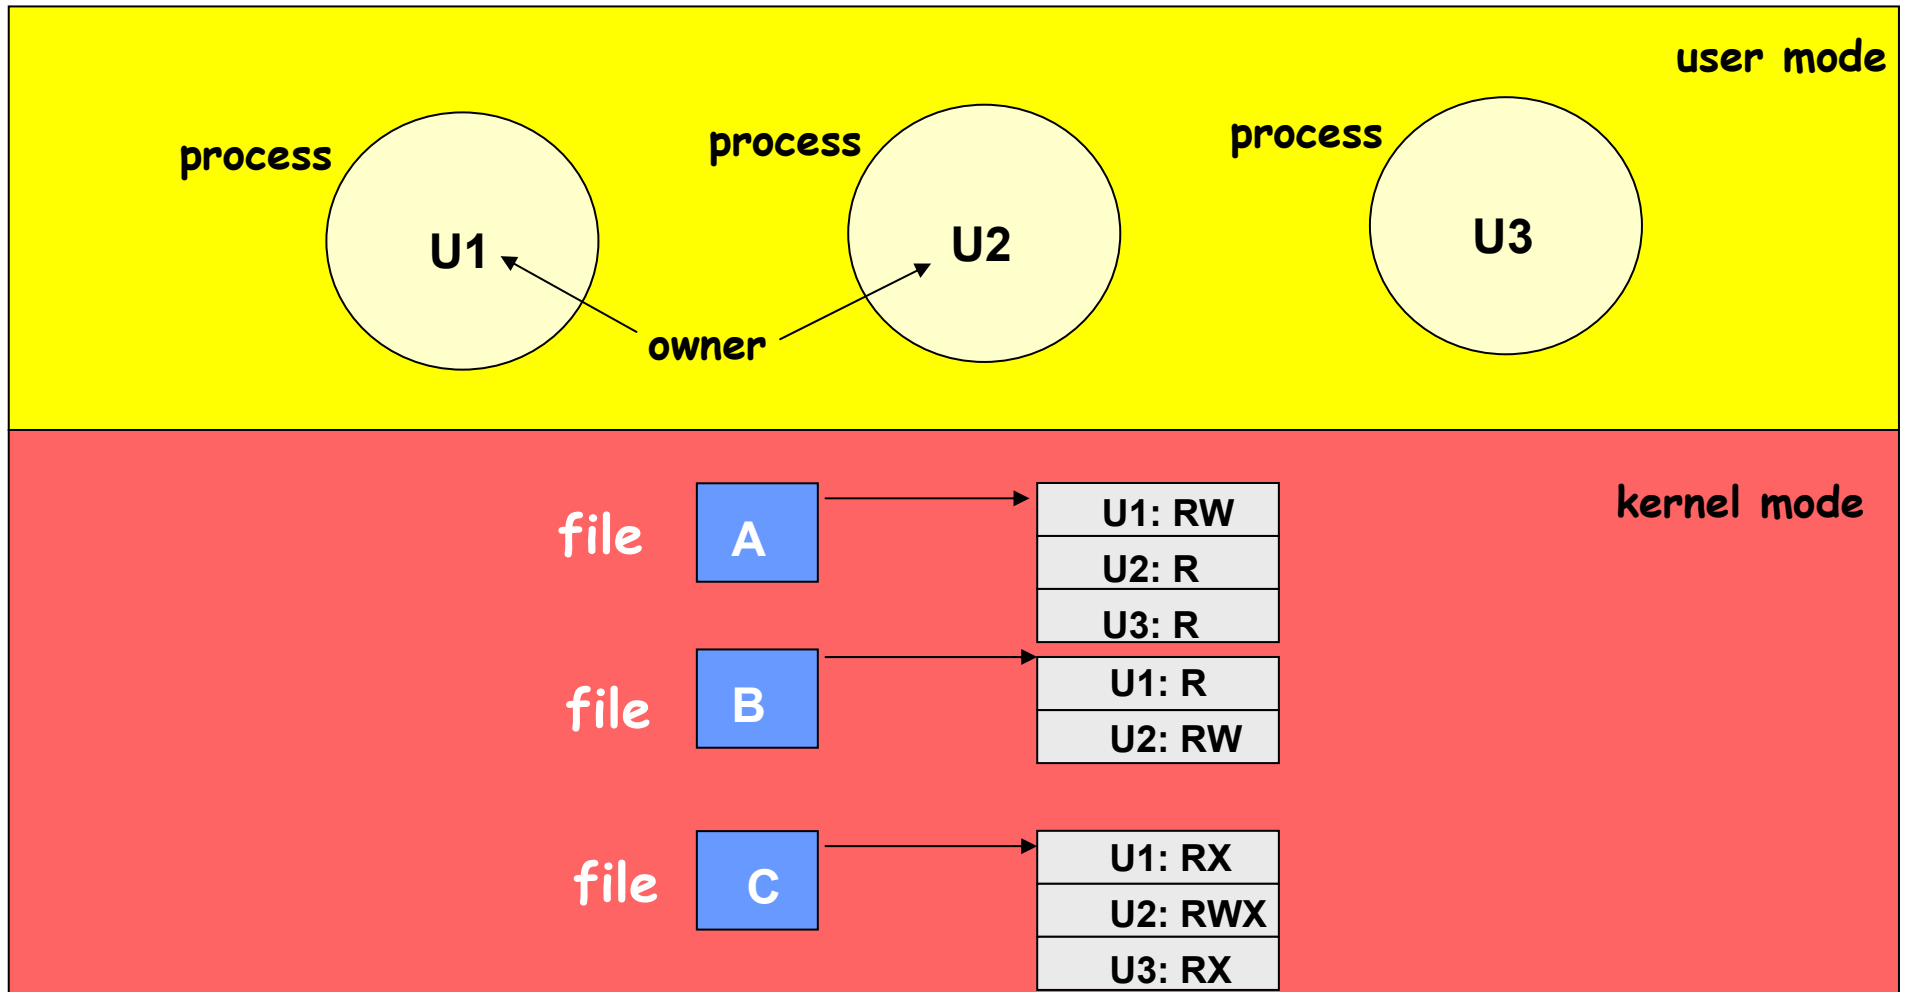 user mode
process
process
process
U1
U2
U3
owner
kernel mode
file
A
U1: RW
U2: R
U3: R
file
B
U1: R
U2: RW
file
C
U1: RX
U2: RWX
U3: RX